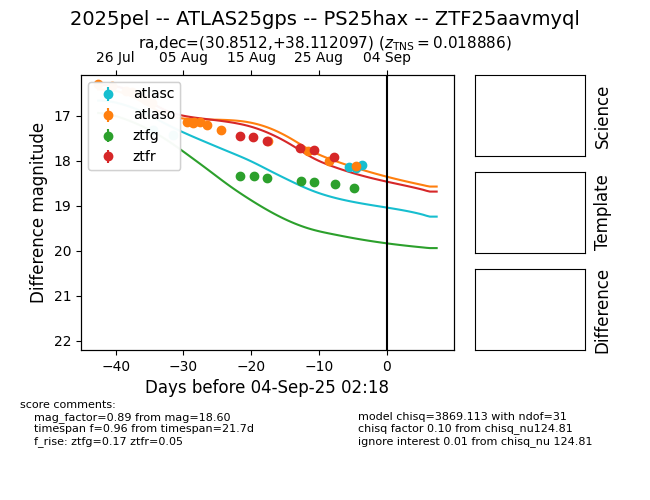 2025pel -- ATLAS25gps -- PS25hax -- ZTF25aavmyql
ra,dec=(30.8512,+38.112097) (z_TNS = 0.018886)
26 Jul 05 Aug 15 Aug 25 Aug 04 Sep
atlasc
atlaso
ztfg
ztfr
17
18
19
20
21
22
Difference magnitude
−40 −30 −20 −10 0
Days before 04-Sep-25 02:18
Science
Template
Difference
score comments:
mag_factor=0.89 from mag=18.60
timespan f=0.96 from timespan=21.7d
f_rise: ztfg=0.17 ztfr=0.05
model chisq=3869.113 with ndof=31
chisq factor 0.10 from chisq_nu124.81
ignore interest 0.01 from chisq_nu 124.81